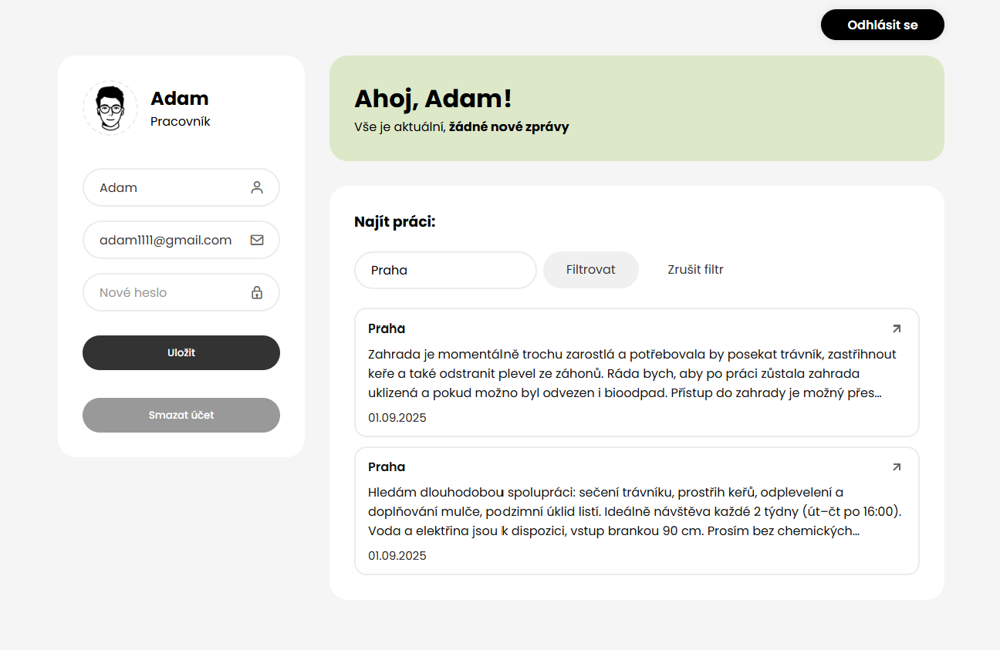 Odhlásit se
Adam
Pracovník
Adam
adam1111@gmail.com
Nové heslo
Uložit
Smazat účet
Ahoj, Adam!
Vše je aktuální, žádné nové zprávy
Najít práci:
Praha
Filtrovat
Zrušit filtr
Praha
Zahrada je momentálně trochu zarostlá a potřebovala by posekat trávník, zastřihnout
keře a také odstranit plevel ze záhonů. Ráda bych, aby po práci zůstala zahrada
uklizená a pokud možno byl odvezen i bioodpad. Přístup do zahrady je možný přes…
01.09.2025
Praha
Hledám dlouhodobou spolupráci: sečení trávníku, prostřih keřů, odplevelení a
doplňování mulče, podzimní úklid listí. Ideálně návštěva každé 2 týdny (út–čt po 16:00).
Voda a elektřina jsou k dispozici, vstup brankou 90 cm. Prosím bez chemických…
01.09.2025